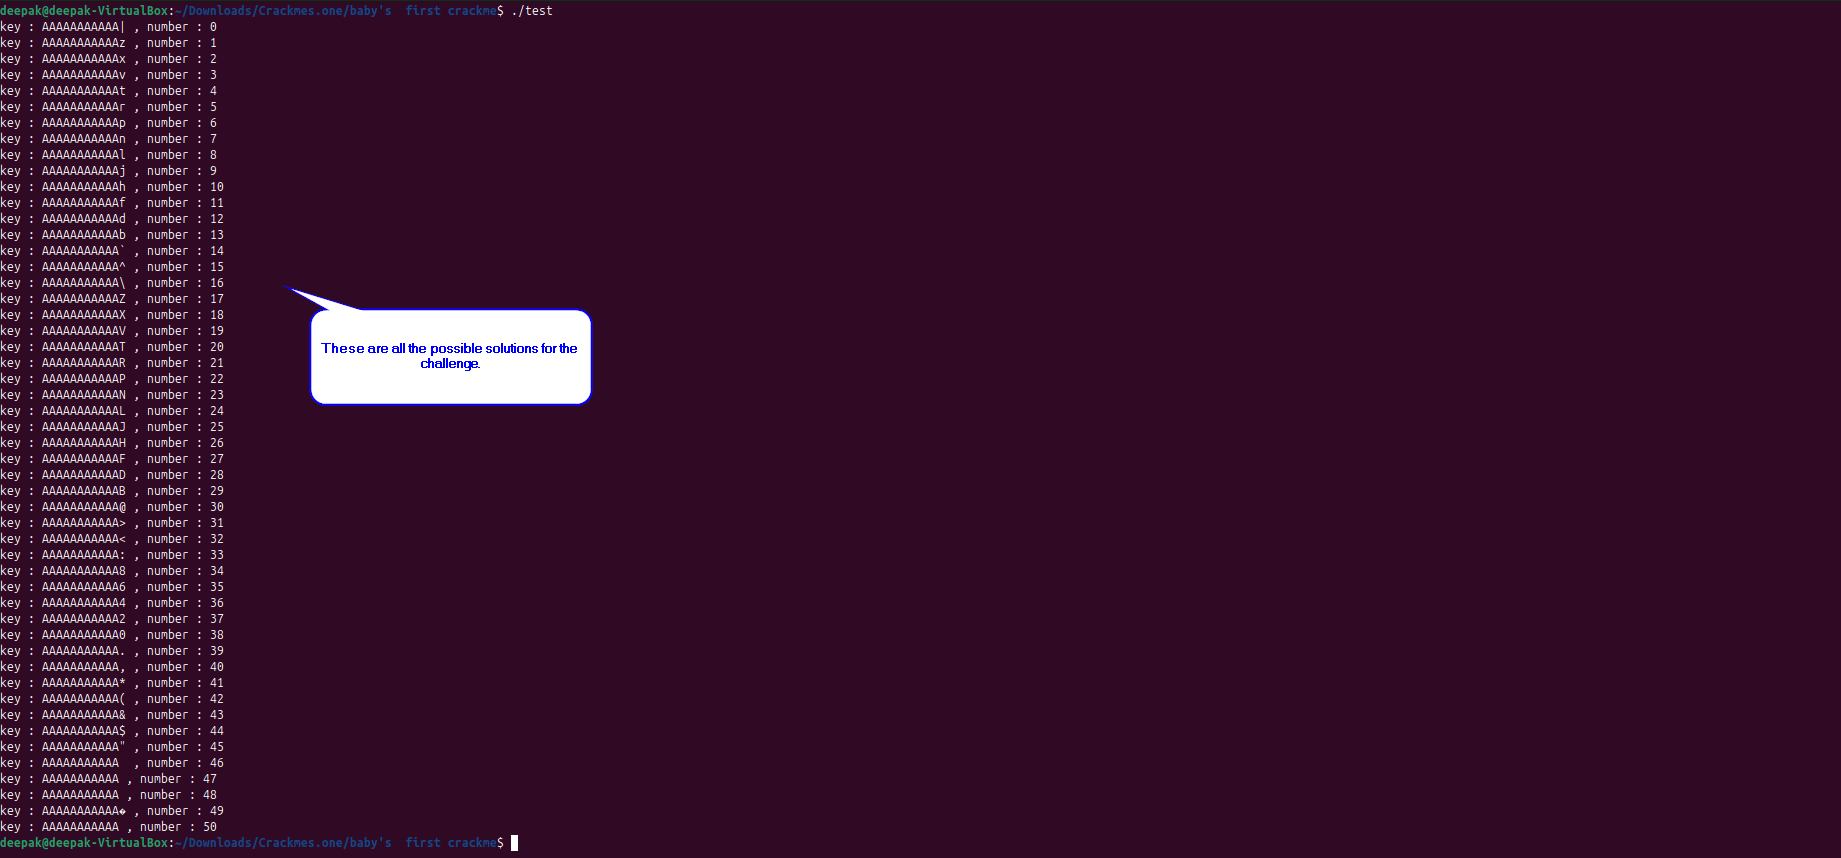 deepak@deepak-VirtualBox:~/Downloads/Crackmes.one/baby's  first crackme$ ./test
key : AAAAAAAAAAA| , number : 0
key : AAAAAAAAAAAz , number : 1
key : AAAAAAAAAAAx , number : 2
key : AAAAAAAAAAAv , number : 3
key : AAAAAAAAAAAt , number : 4
key : AAAAAAAAAAAr , number : 5
key : AAAAAAAAAAAp , number : 6
key : AAAAAAAAAAAn , number : 7
key : AAAAAAAAAAAl , number : 8
key : AAAAAAAAAAAj , number : 9
key : AAAAAAAAAAAh , number : 10
key : AAAAAAAAAAAf , number : 11
key : AAAAAAAAAAAd , number : 12
key : AAAAAAAAAAAb , number : 13
key : AAAAAAAAAAA` , number : 14
key : AAAAAAAAAAA^ , number : 15
key : AAAAAAAAAAA\ , number : 16
key : AAAAAAAAAAAZ , number : 17
key : AAAAAAAAAAAX , number : 18
key : AAAAAAAAAAAV , number : 19
key : AAAAAAAAAAAT , number : 20
key : AAAAAAAAAAAR , number : 21
key : AAAAAAAAAAAP , number : 22
key : AAAAAAAAAAAN , number : 23
key : AAAAAAAAAAAL , number : 24
key : AAAAAAAAAAAJ , number : 25
key : AAAAAAAAAAAH , number : 26
key : AAAAAAAAAAAF , number : 27
key : AAAAAAAAAAAD , number : 28
key : AAAAAAAAAAAB , number : 29
key : AAAAAAAAAAA@ , number : 30
key : AAAAAAAAAAA> , number : 31
key : AAAAAAAAAAA< , number : 32
key : AAAAAAAAAAA: , number : 33
key : AAAAAAAAAAA8 , number : 34
key : AAAAAAAAAAA6 , number : 35
key : AAAAAAAAAAA4 , number : 36
key : AAAAAAAAAAA2 , number : 37
key : AAAAAAAAAAA0 , number : 38
key : AAAAAAAAAAA. , number : 39
key : AAAAAAAAAAA, , number : 40
key : AAAAAAAAAAA* , number : 41
key : AAAAAAAAAAA( , number : 42
key : AAAAAAAAAAA& , number : 43
key : AAAAAAAAAAA$ , number : 44
key : AAAAAAAAAAA" , number : 45
key : AAAAAAAAAAA  , number : 46
key : AAAAAAAAAAA , number : 47
key : AAAAAAAAAAA , number : 48
key : AAAAAAAAAAA� , number : 49
key : AAAAAAAAAAA , number : 50
deepak@deepak-VirtualBox:~/Downloads/Crackmes.one/baby's  first crackme$
These are all the possible solutions for the
challenge.